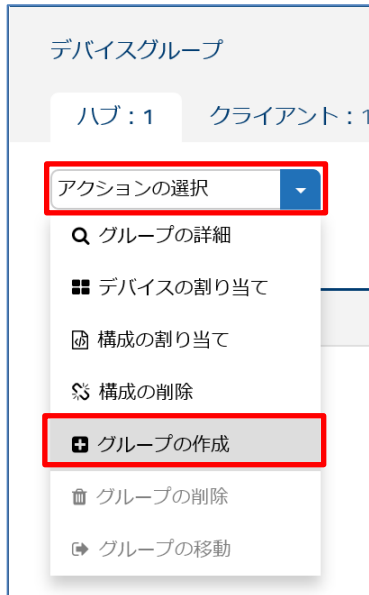 デバイスグループ
ハブ：1 クライアント：1
アクションの選択
グループの詳細
デバイスの割り当て
構成の割り当て
構成の削除
グループの作成
グループの削除
グループの移動